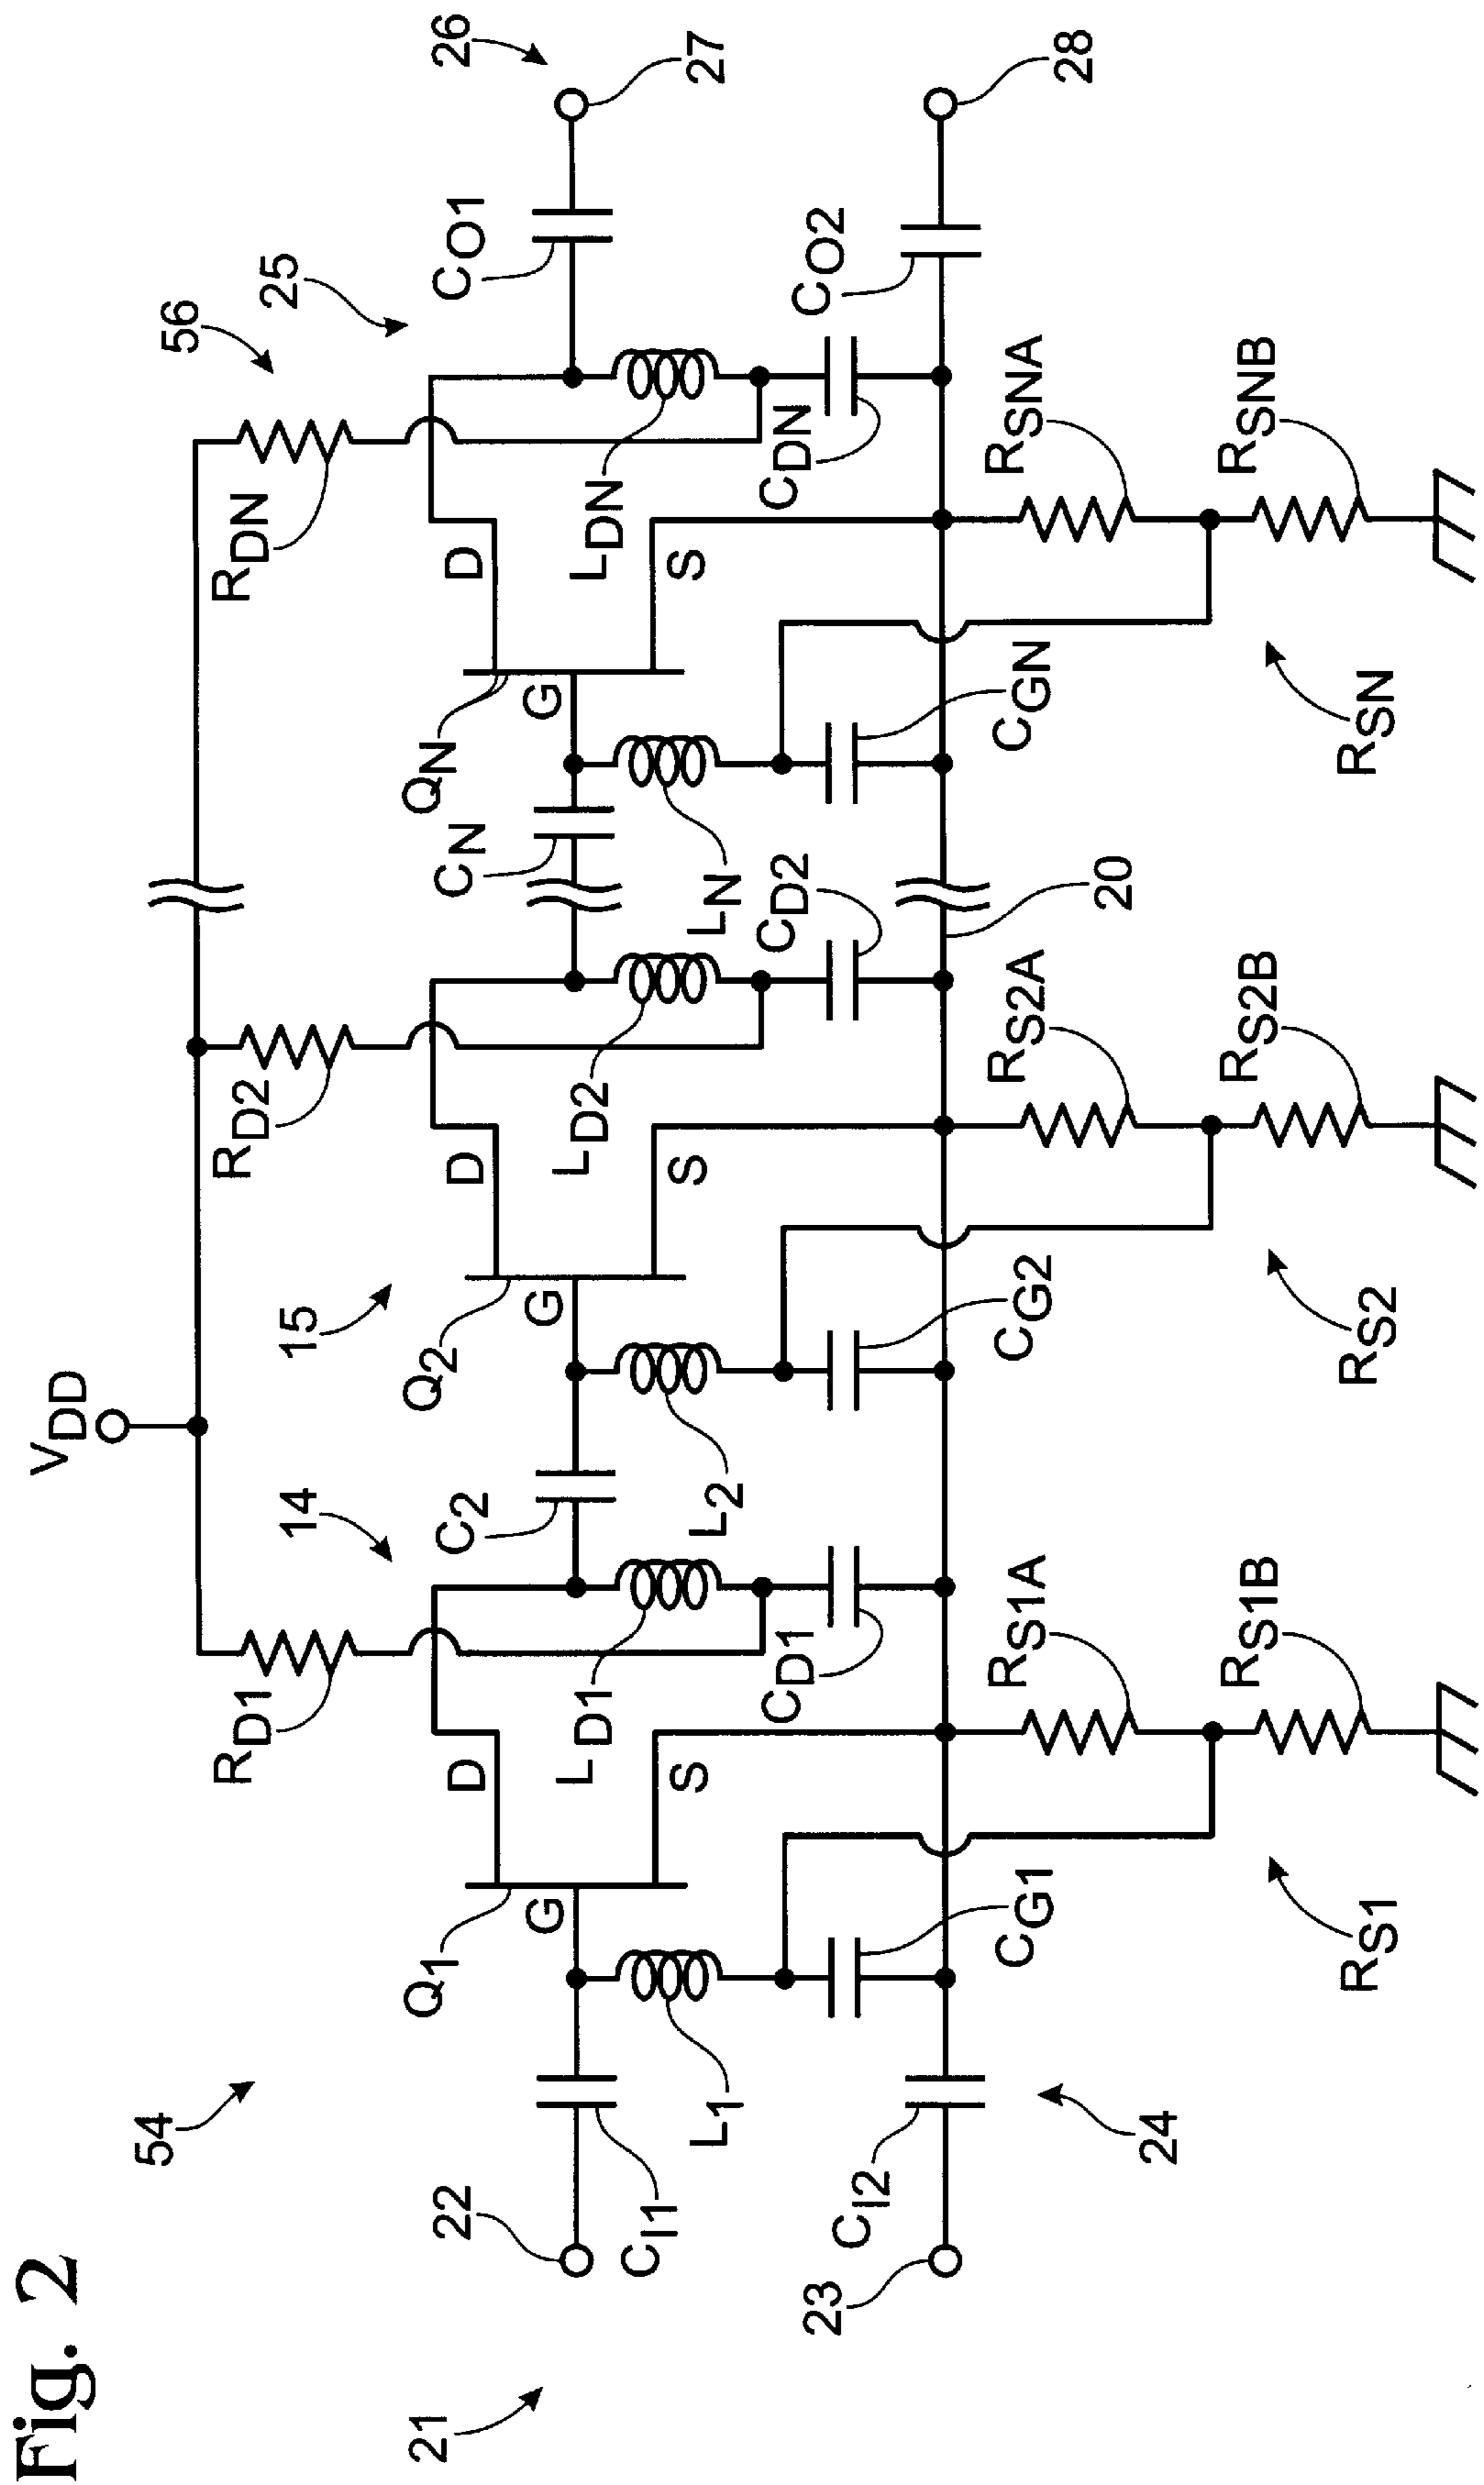 Fig. 2
54
56
VDD
RD1
RD2
RDN
14
15
25
26
21
22
CI1
L1
Q1
G
D
S
LD1
CD1
C2
L2
Q2
G
D
S
LD2
CD2
CN
LN
QN
G
D
S
LDN
CDN
CO1
27
23
CI2
24
CG1
CG2
20
CGN
CO2
28
RS1A
RS1B
RS1
RS2A
RS2B
RS2
RSNA
RSNB
RSN